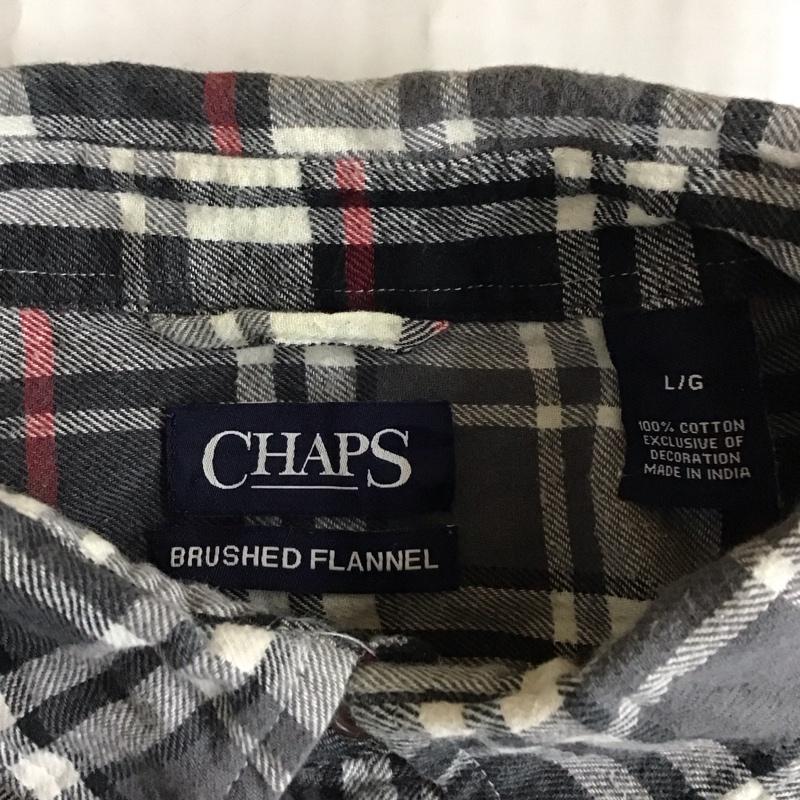 CHAPS
BRUSHED FLANNEL
L/G
100% COTTON
EXCLUSIVE OF
DECORATION
MADE IN INDIA